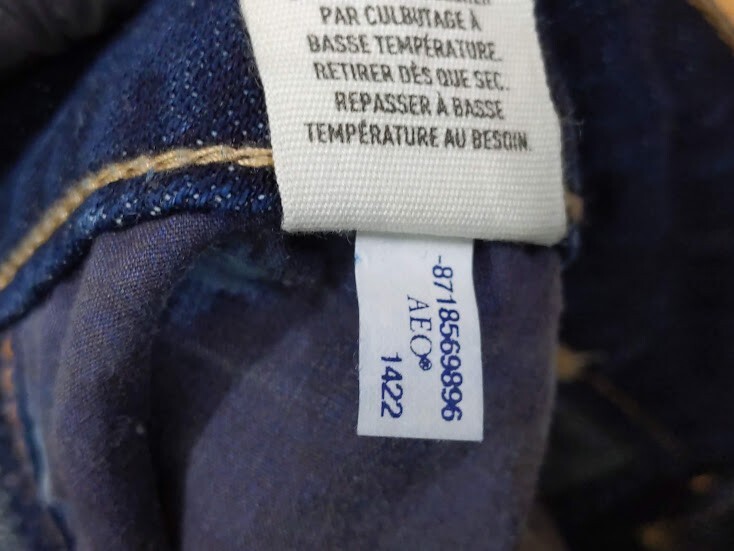 PAR CULBUTAGE À
BASSE TEMPÉRATURE.
RETIRER DÈS QUE SEC.
REPASSER À BASSE
TEMPÉRATURE AU BESOIN.
-8718569896
AEO®
1422